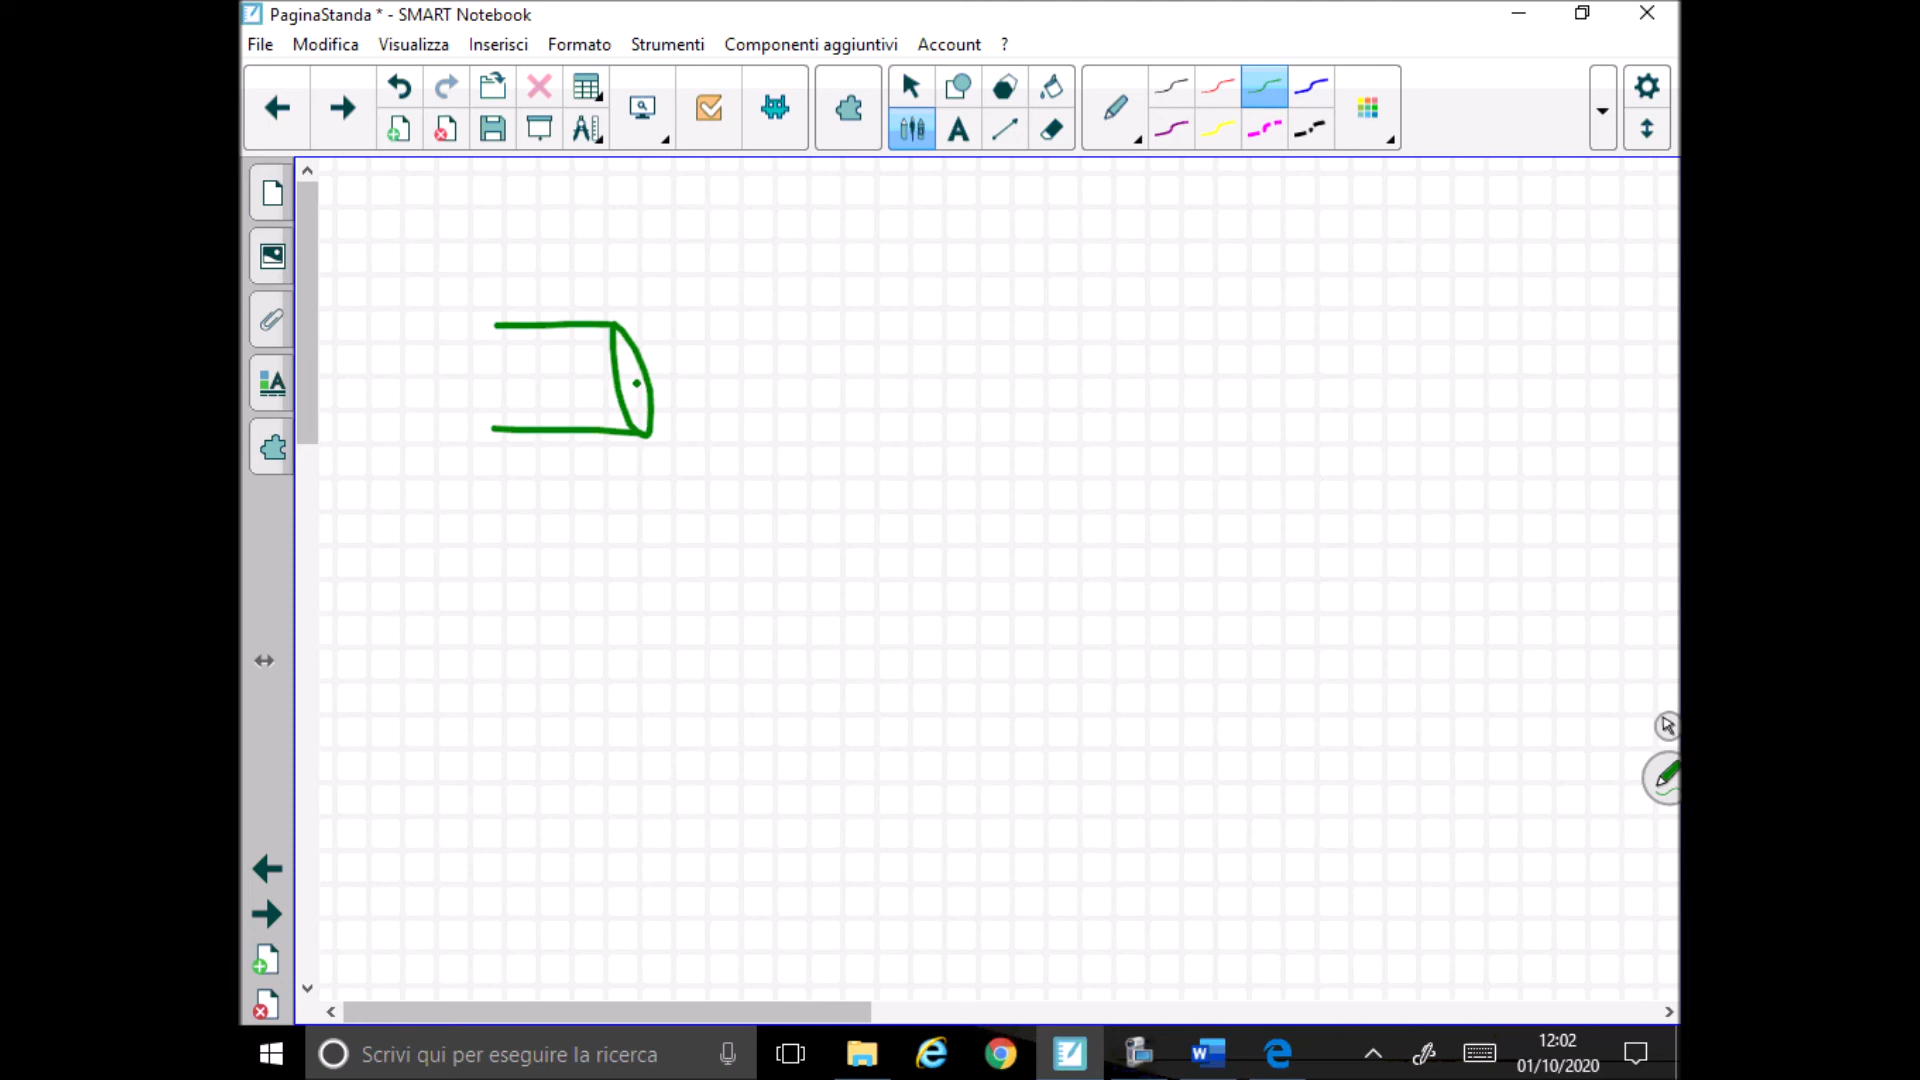 PaginaStanda * - SMART Notebook
File Modifica Visualizza Inserisci Formato Strumenti Componenti aggiuntivi Account ?
Scrivi qui per eseguire la ricerca
12:02
01/10/2020